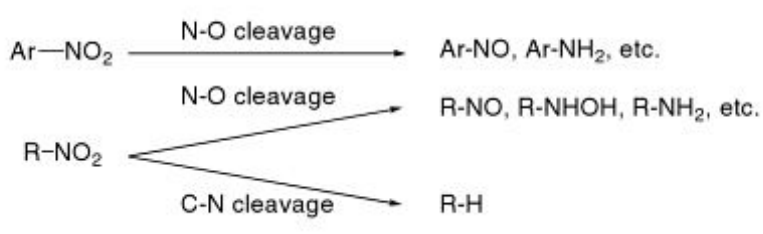 N-O cleavage
Ar—NO₂
Ar-NO, Ar-NH₂, etc.
N-O cleavage
R-NO, R-NHOH, R-NH₂, etc.
R-NO₂
C-N cleavage
R-H